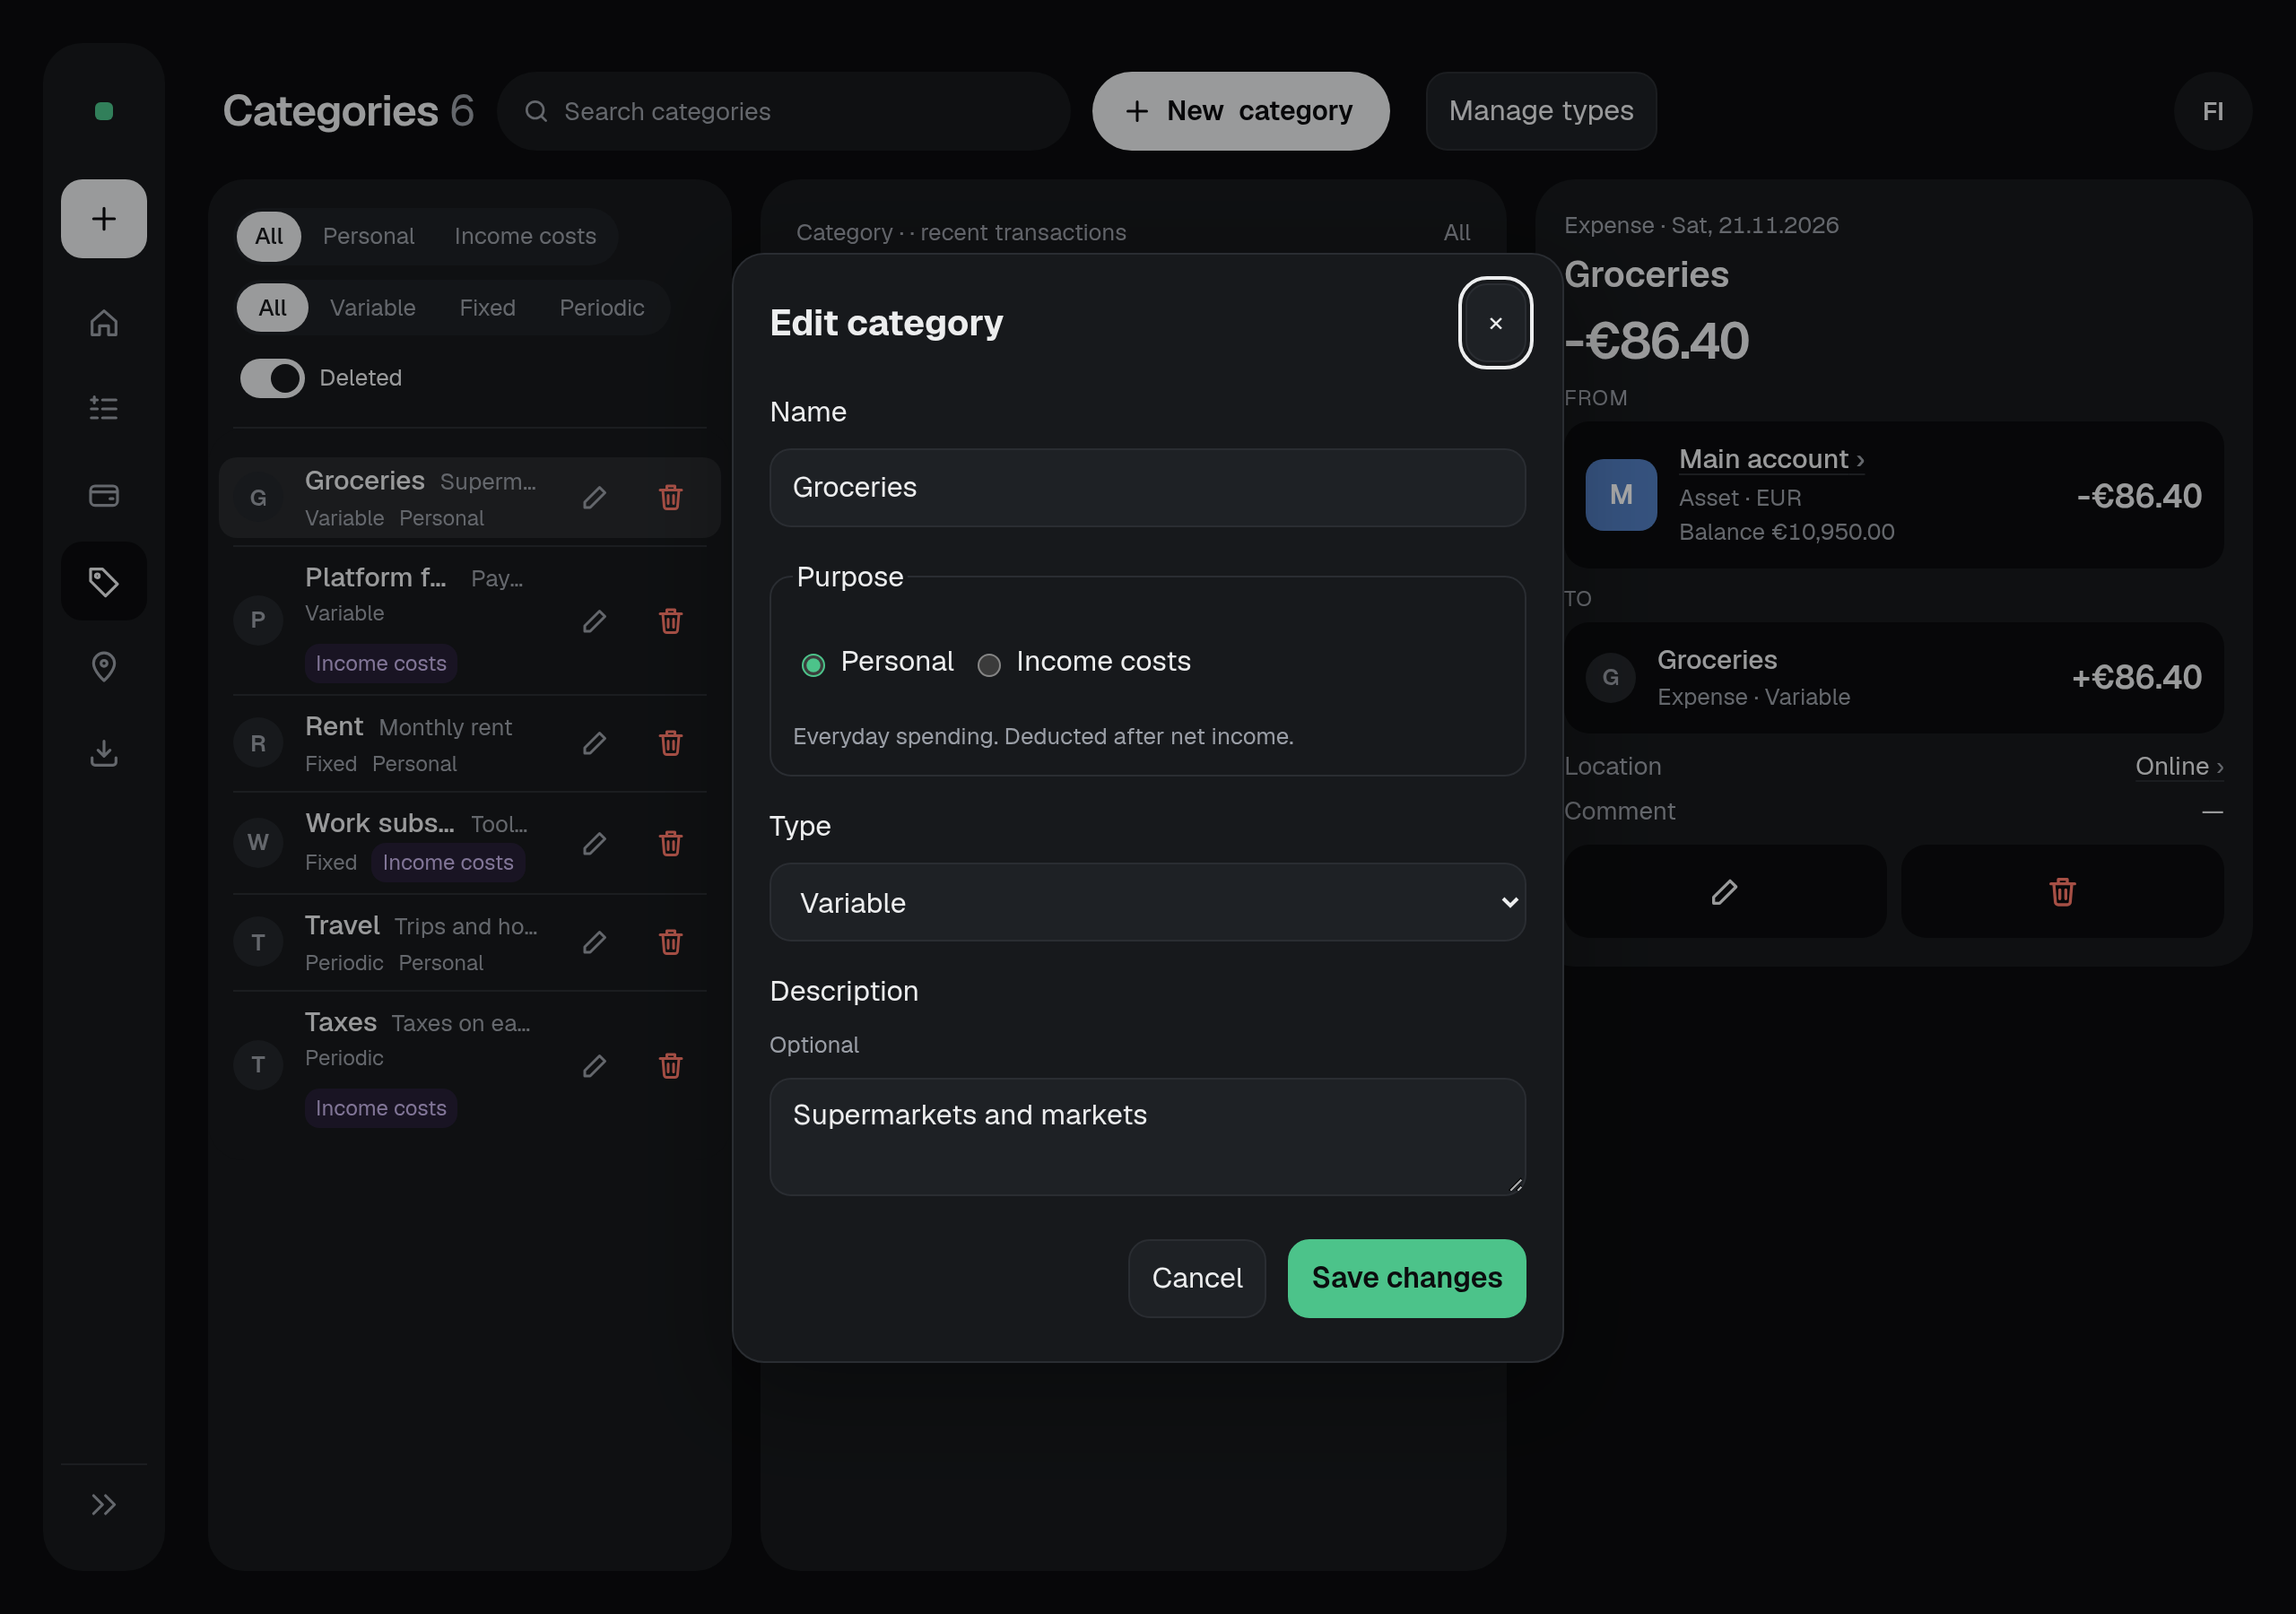 Categories 6
Search categories
+ New category
Manage types
FI
All Personal Income costs
All Variable Fixed Periodic
Deleted
G
Groceries Superm...
Variable Personal
P
Platform f... Pay...
Variable
Income costs
R
Rent Monthly rent
Fixed Personal
W
Work subs... Tool...
Fixed Income costs
T
Travel Trips and ho...
Periodic Personal
T
Taxes Taxes on ea...
Periodic
Income costs
Category · · recent transactions
All
Edit category
×
Name
Groceries
Purpose
Personal Income costs
Everyday spending. Deducted after net income.
Type
Variable
Description
Optional
Supermarkets and markets
Cancel
Save changes
Expense · Sat, 21.11.2026
Groceries
-€86.40
FROM
M
Main account ›
Asset · EUR
Balance €10,950.00
-€86.40
TO
G
Groceries
Expense · Variable
+€86.40
Location
Online ›
Comment
—